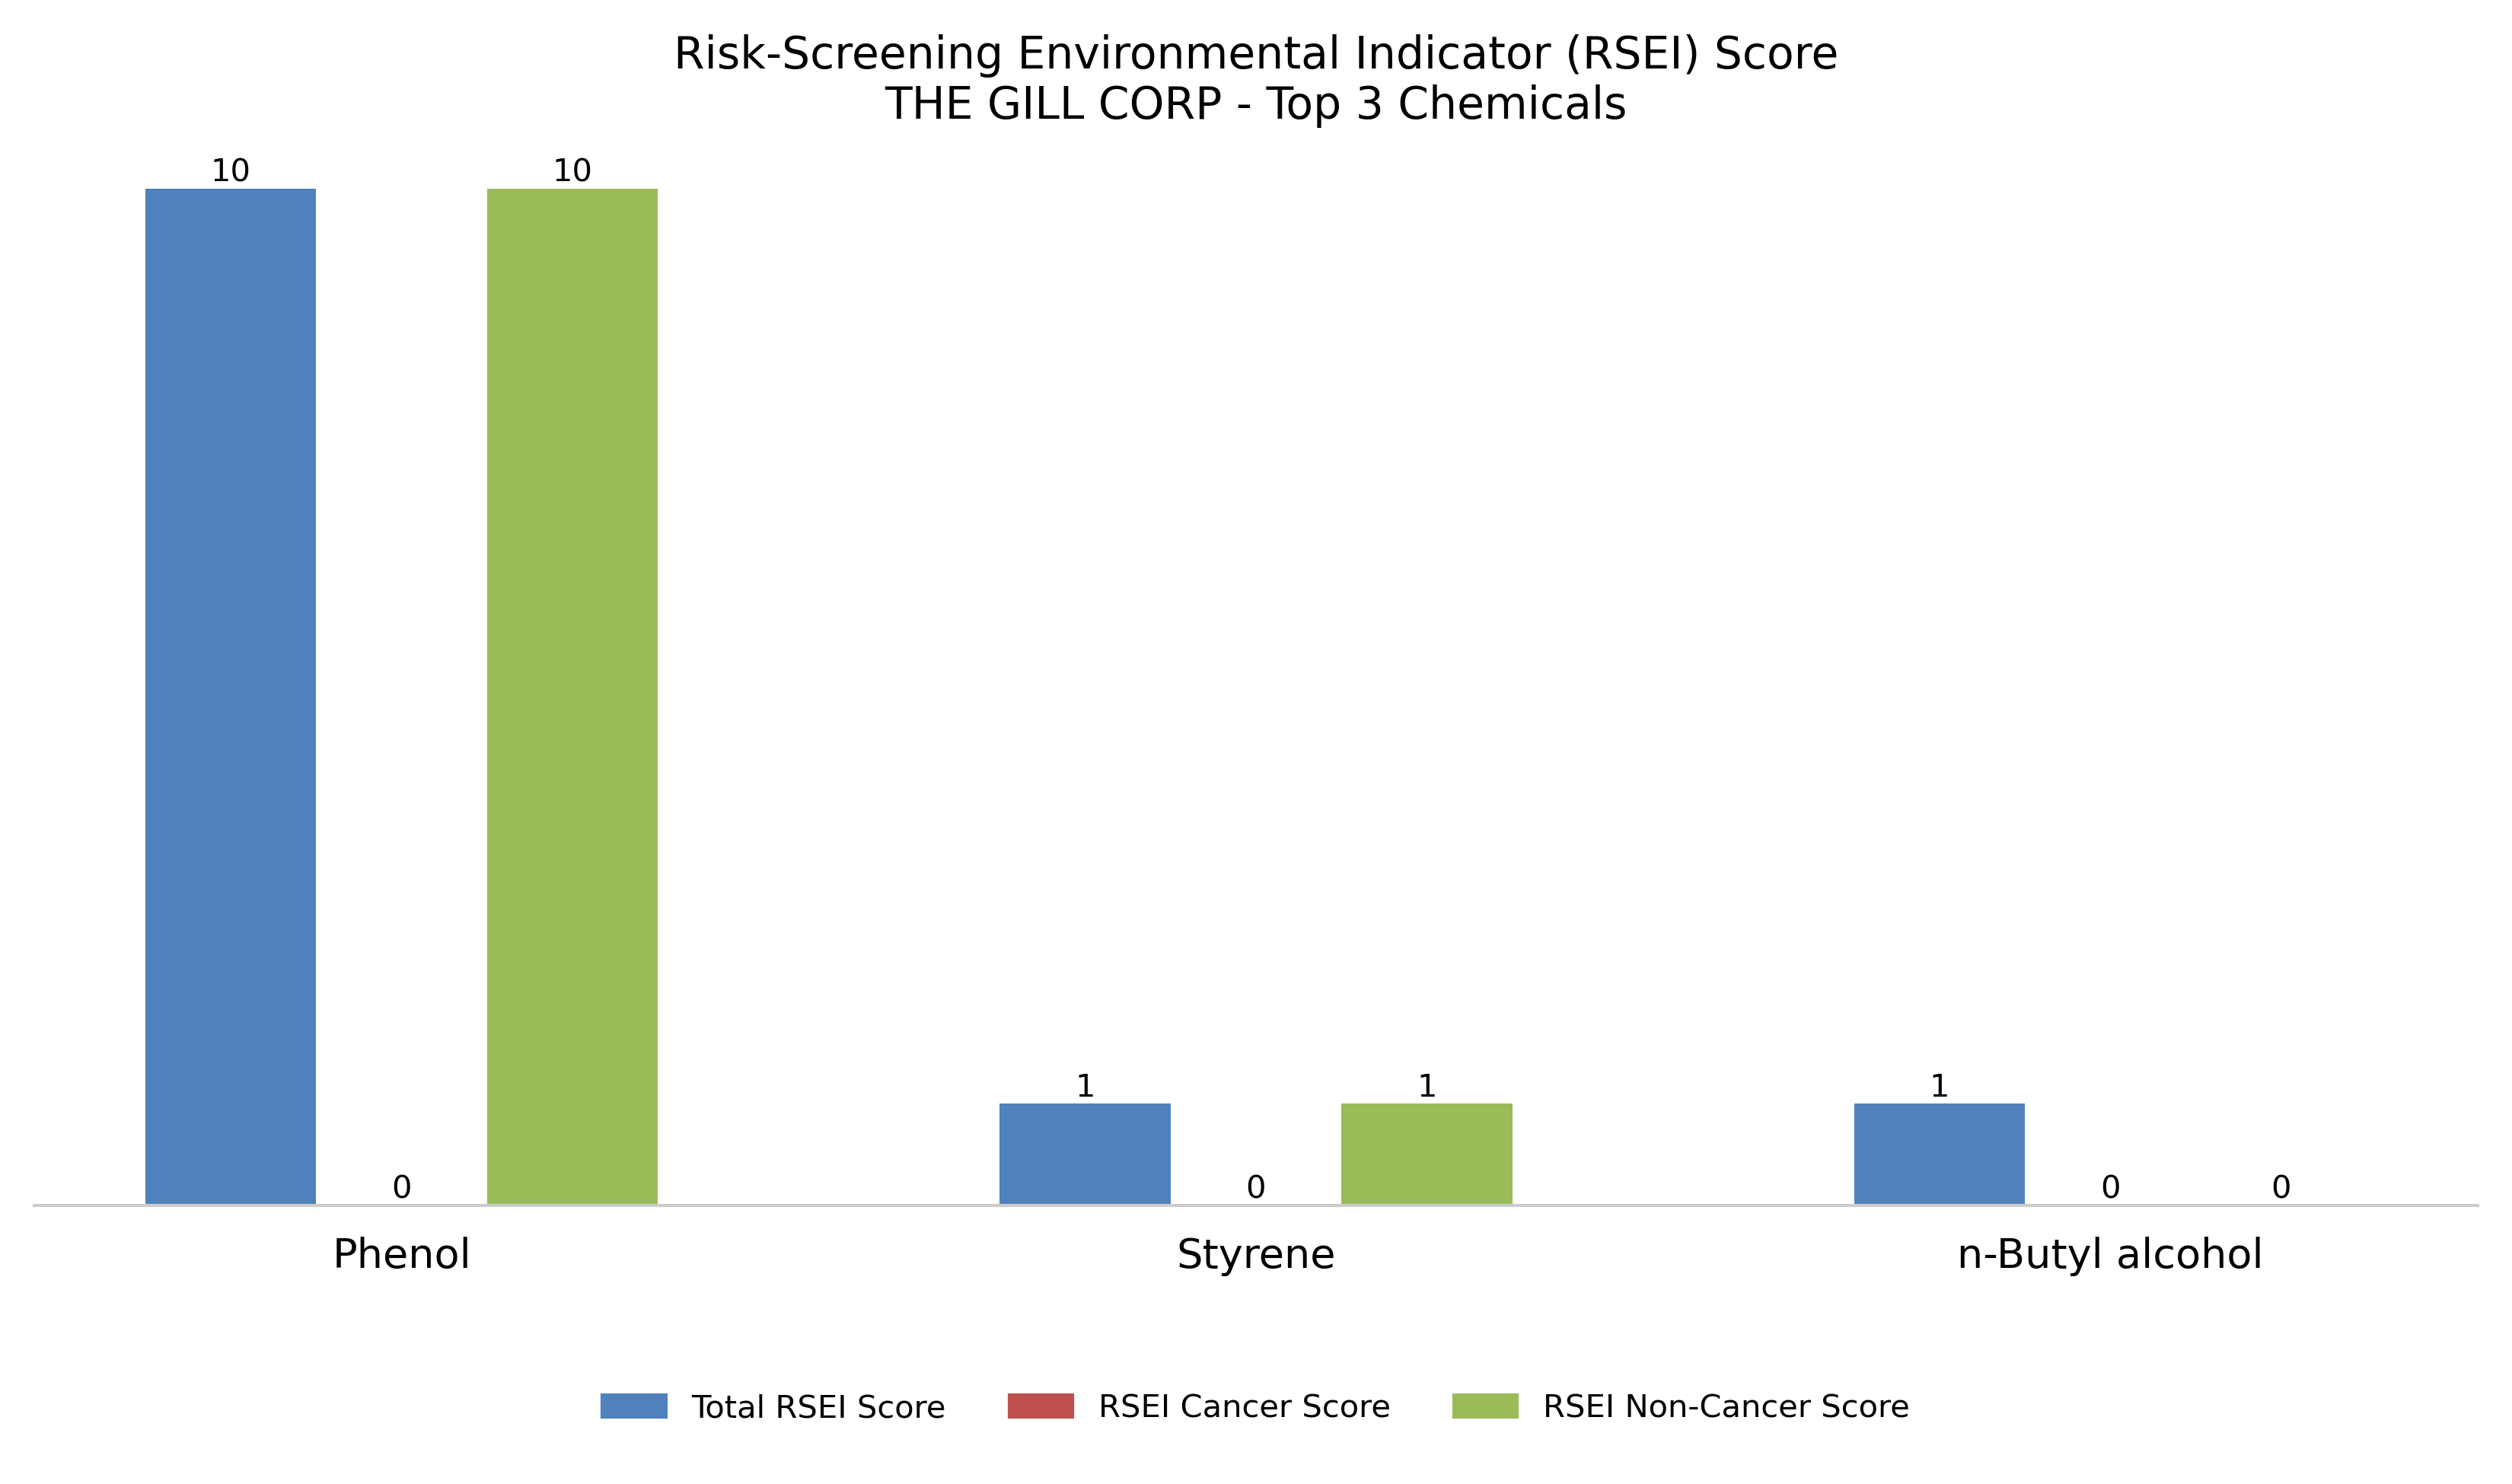 Risk-Screening Environmental Indicator (RSEI) Score
THE GILL CORP - Top 3 Chemicals
10
0
10
1
0
1
1
0
0
Phenol
Styrene
n-Butyl alcohol
Total RSEI Score
RSEI Cancer Score
RSEI Non-Cancer Score